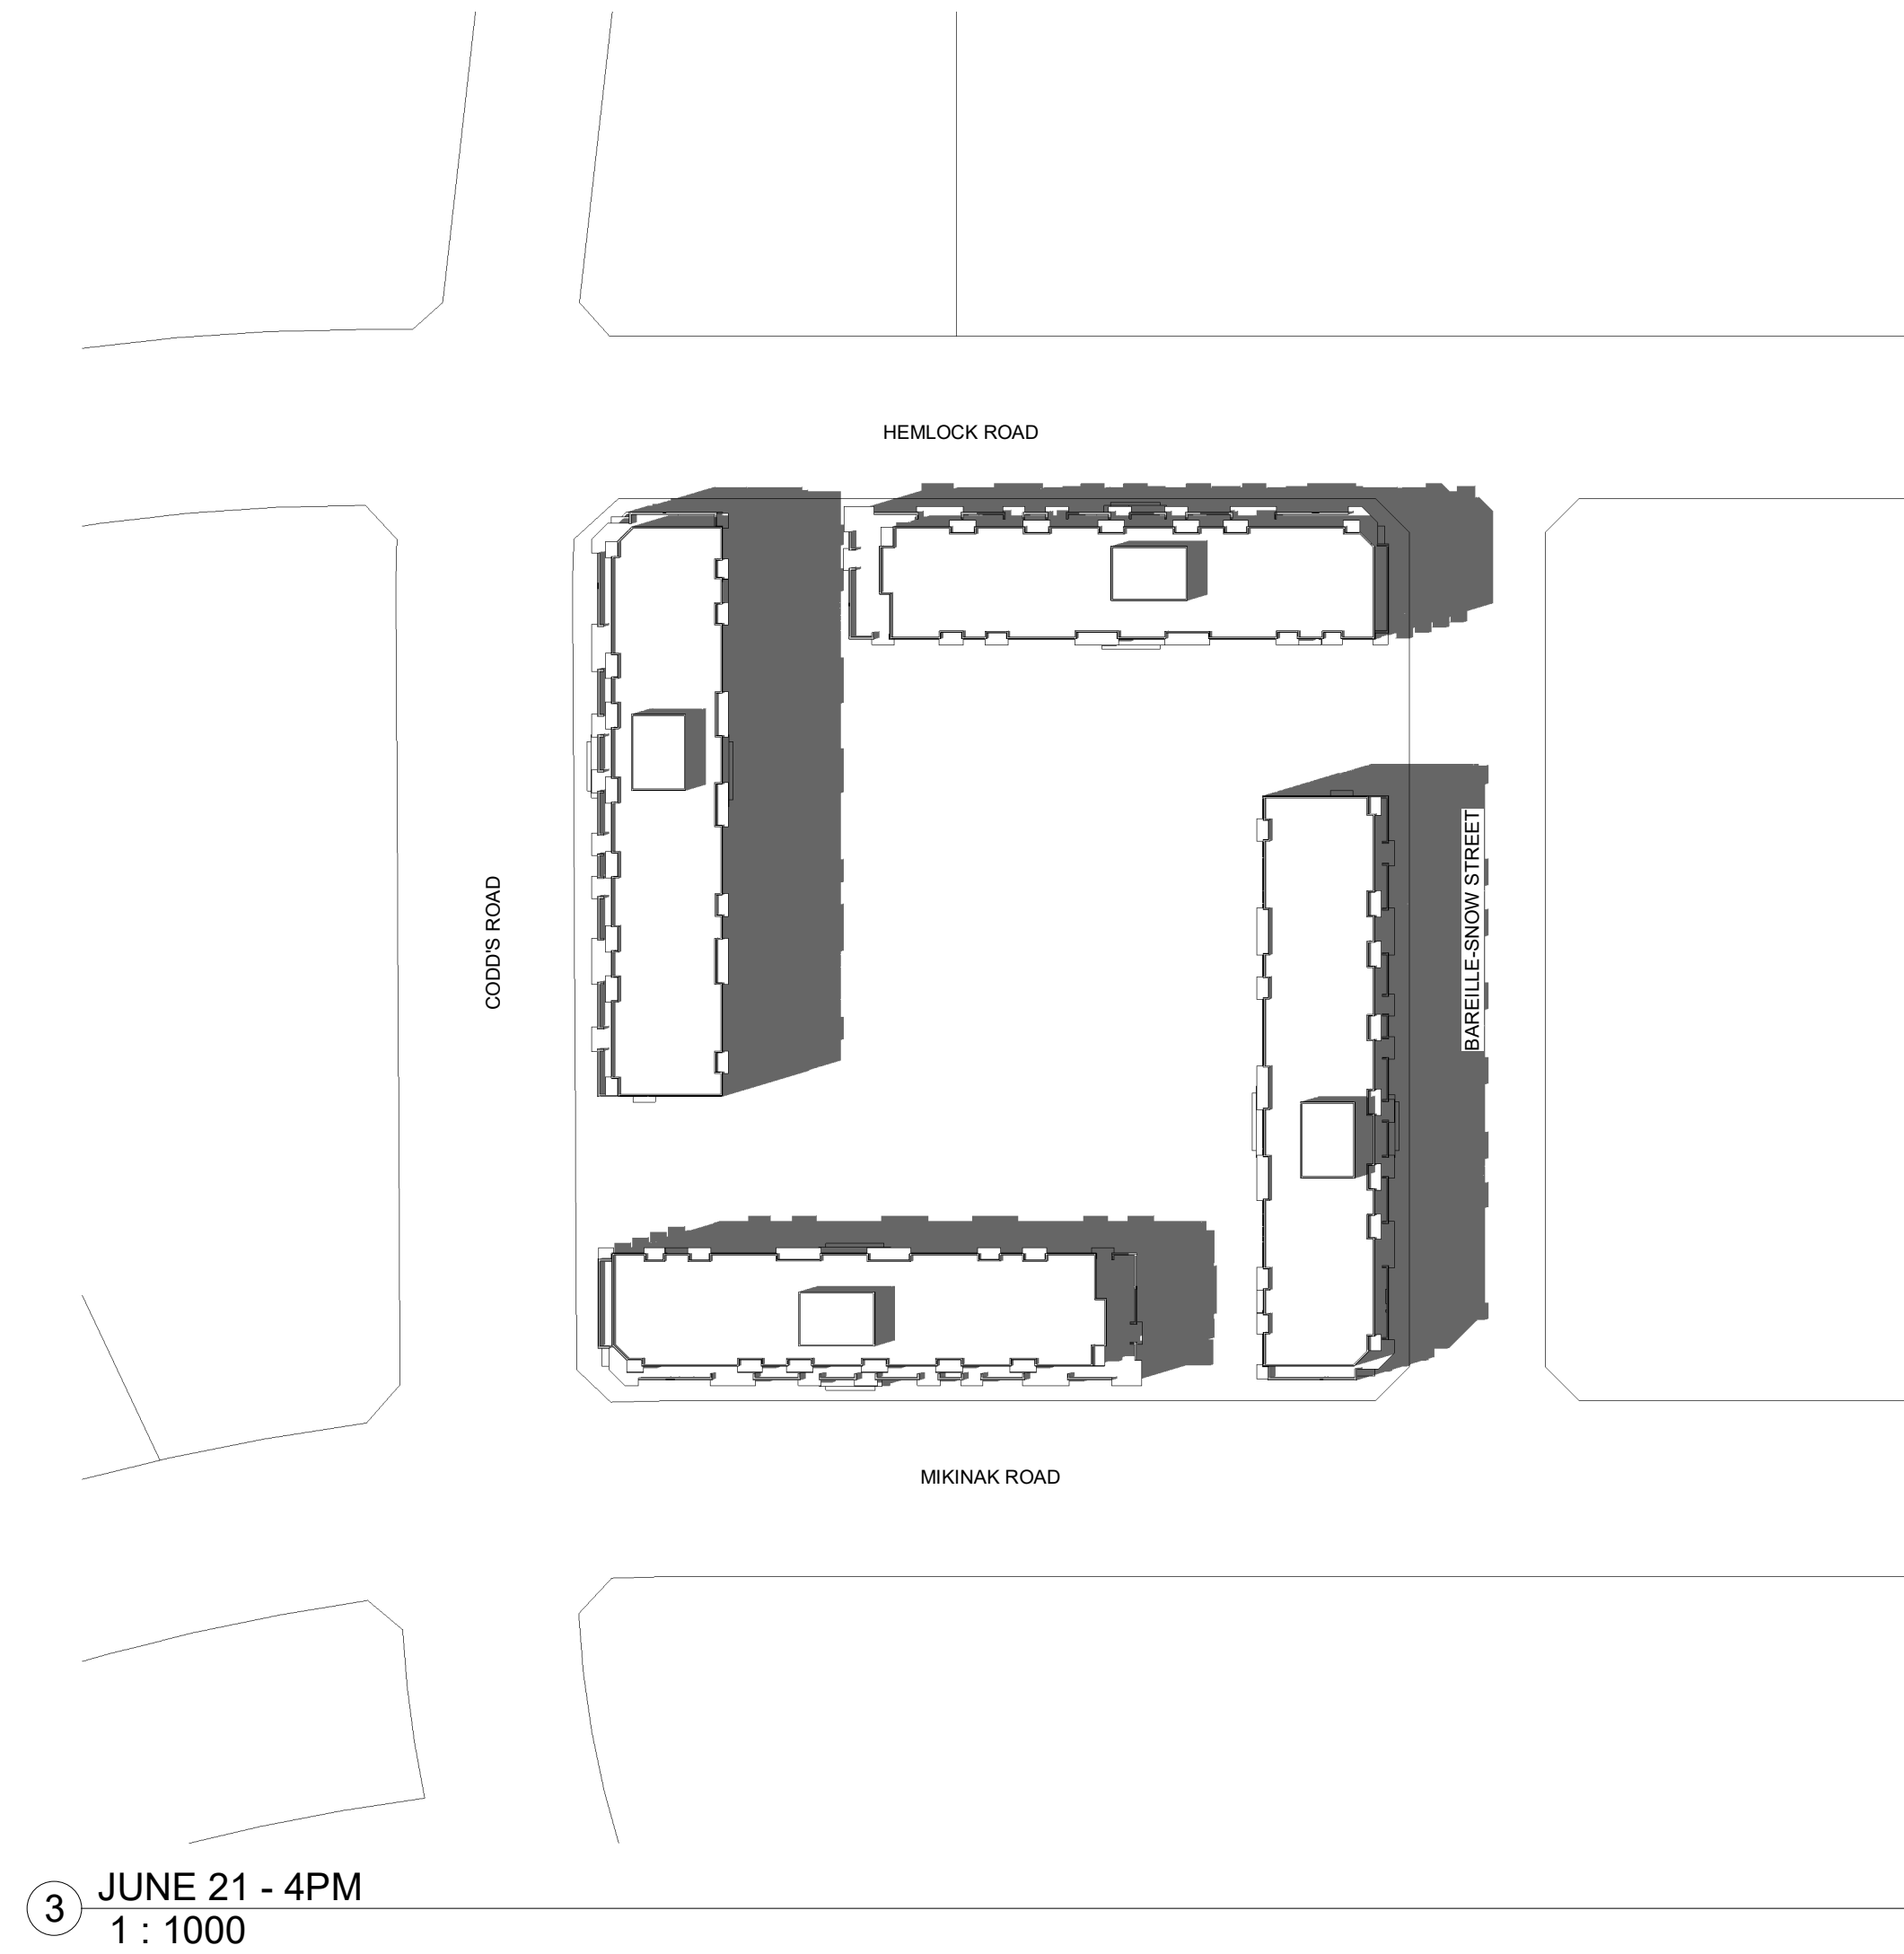 HEMLOCK ROAD
CODD'S ROAD
BAREILLE-SNOW STREET
MIKINAK ROAD
3
JUNE 21 - 4PM
1 : 1000